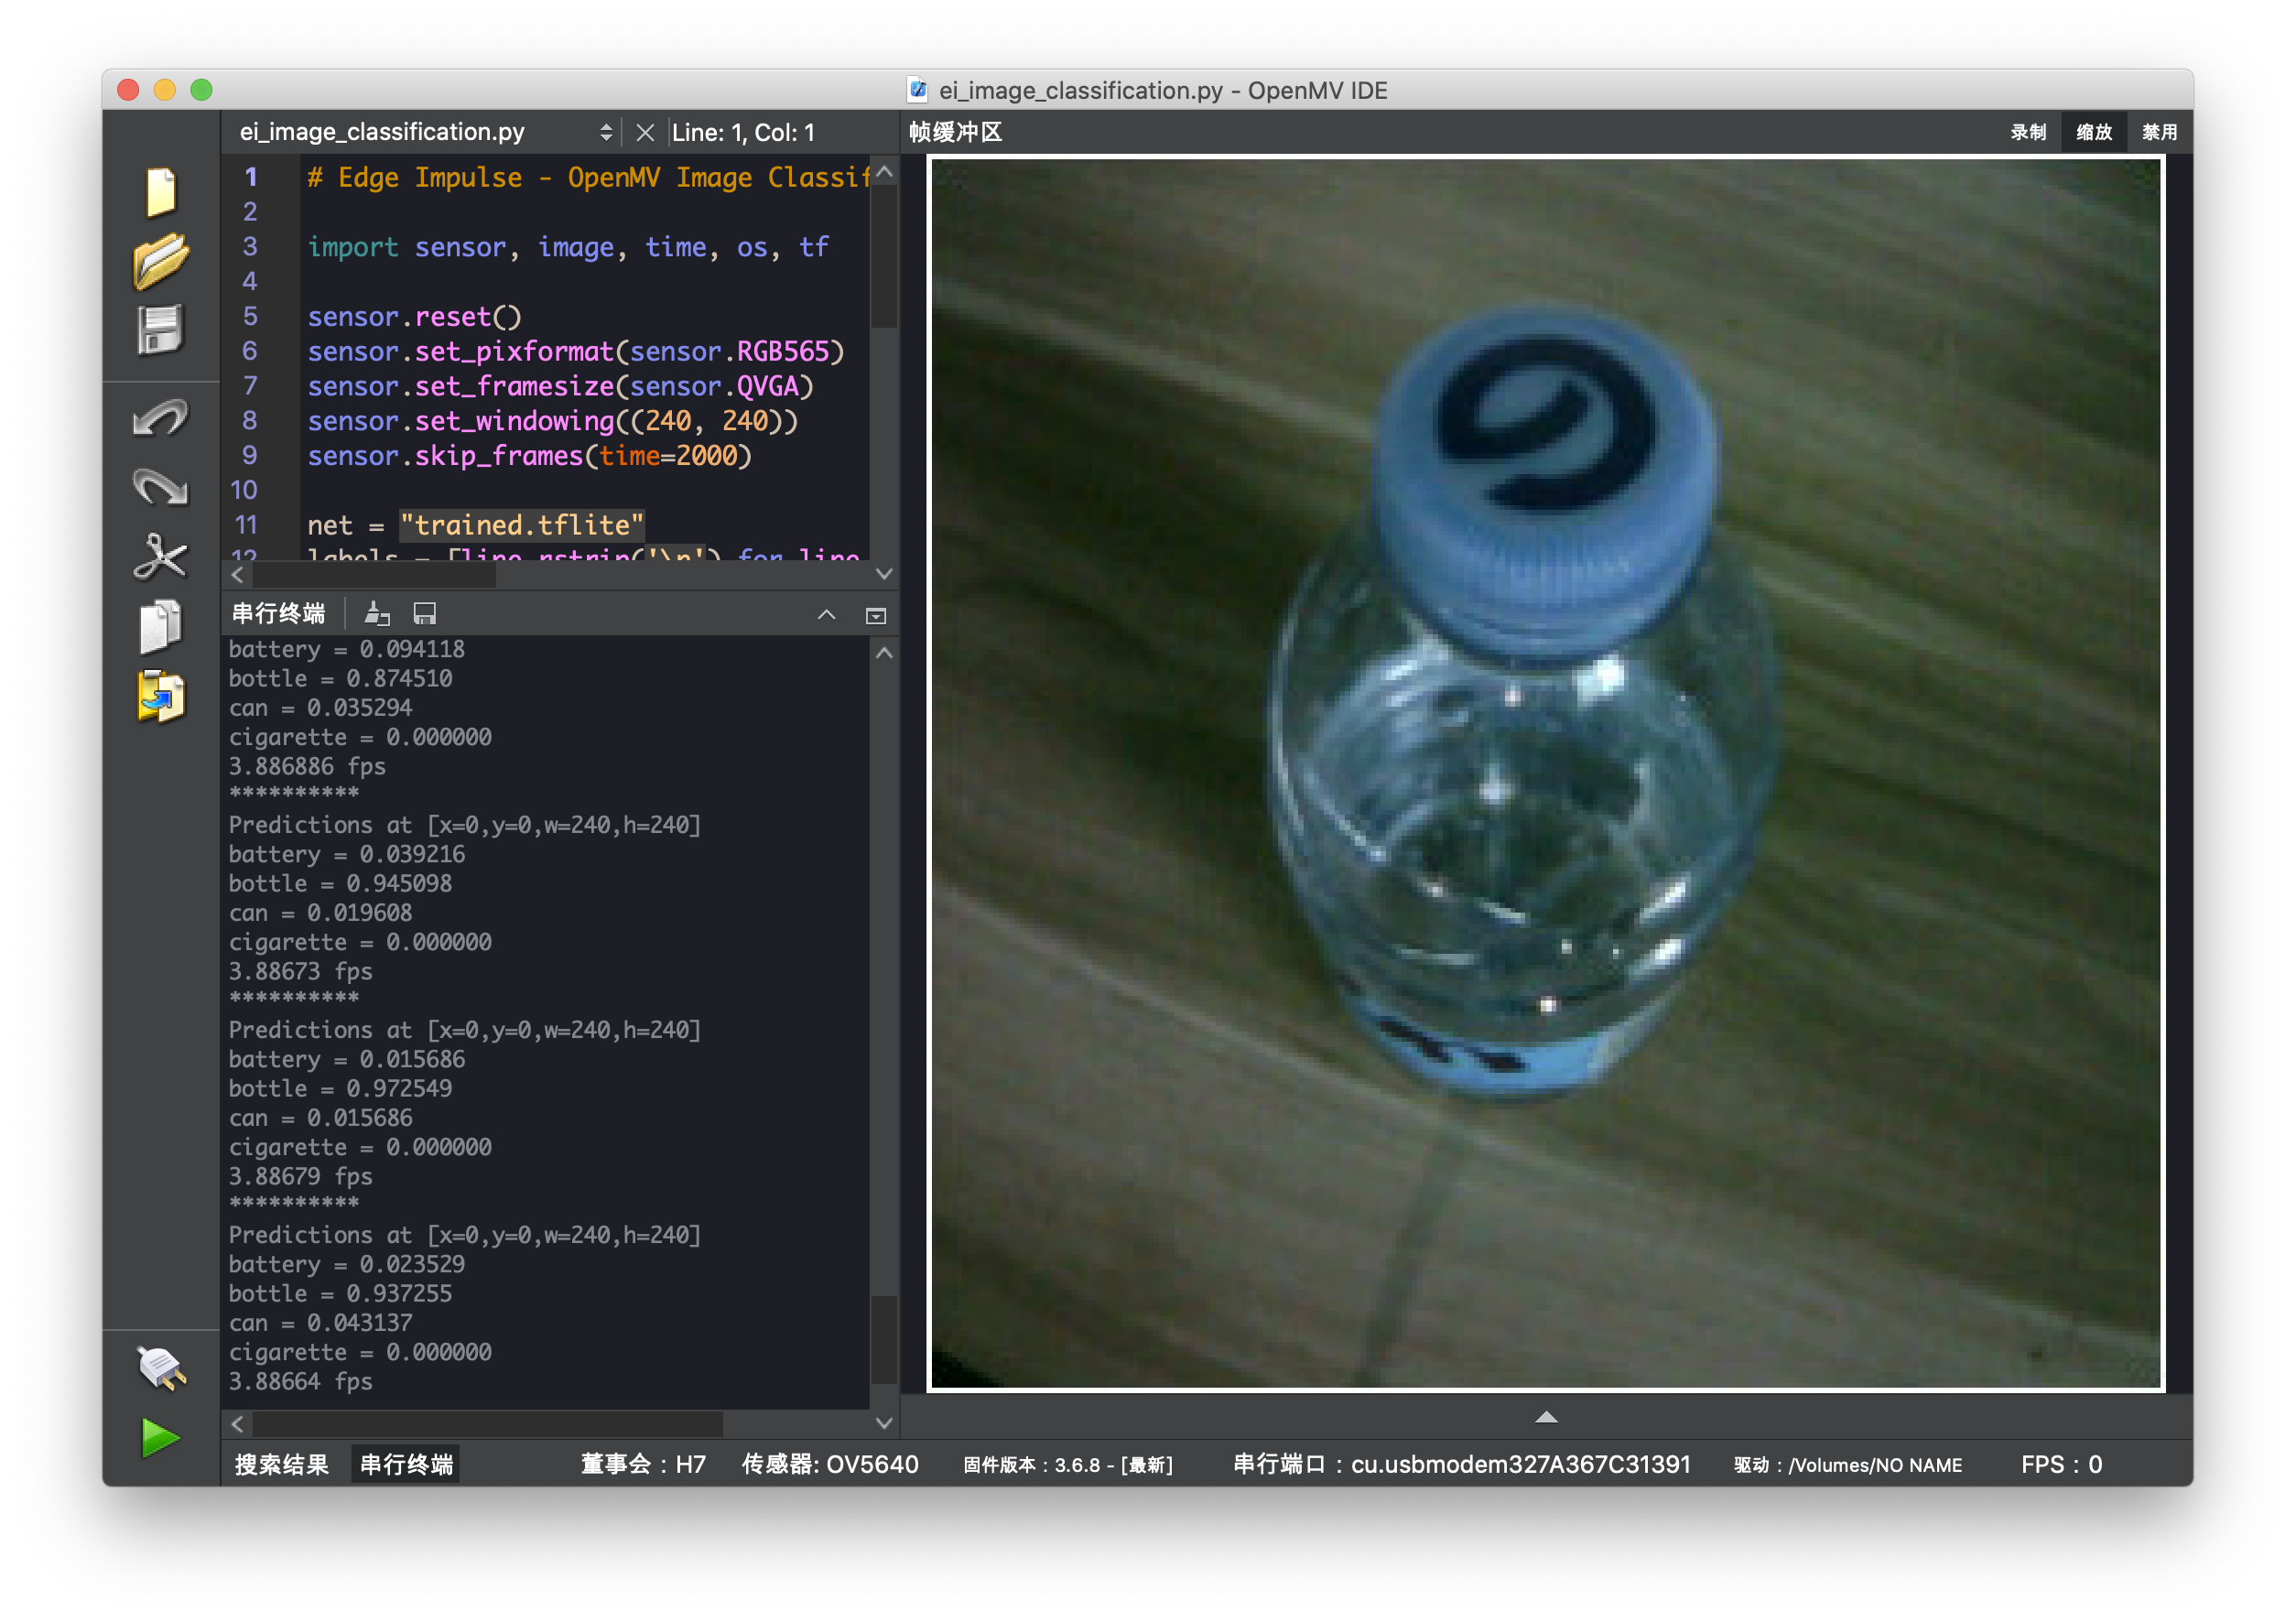 ei_image_classification.py - OpenMV IDE
ei_image_classification.py
Line: 1, Col: 1
帧缓冲区
录制
缩放
禁用
1 # Edge Impulse - OpenMV Image Classif
2
3 import sensor, image, time, os, tf
4
5 sensor.reset()
6 sensor.set_pixformat(sensor.RGB565)
7 sensor.set_framesize(sensor.QVGA)
8 sensor.set_windowing((240, 240))
9 sensor.skip_frames(time=2000)
10
11 net = "trained.tflite"
12 labels = [line.rstrip('\n') for line
串行终端
battery = 0.094118
bottle = 0.874510
can = 0.035294
cigarette = 0.000000
3.886886 fps
**********
Predictions at [x=0,y=0,w=240,h=240]
battery = 0.039216
bottle = 0.945098
can = 0.019608
cigarette = 0.000000
3.88673 fps
**********
Predictions at [x=0,y=0,w=240,h=240]
battery = 0.015686
bottle = 0.972549
can = 0.015686
cigarette = 0.000000
3.88679 fps
**********
Predictions at [x=0,y=0,w=240,h=240]
battery = 0.023529
bottle = 0.937255
can = 0.043137
cigarette = 0.000000
3.88664 fps
搜索结果
串行终端
董事会：H7
传感器: OV5640
固件版本：3.6.8 - [最新]
串行端口：cu.usbmodem327A367C31391
驱动：/Volumes/NO NAME
FPS：0